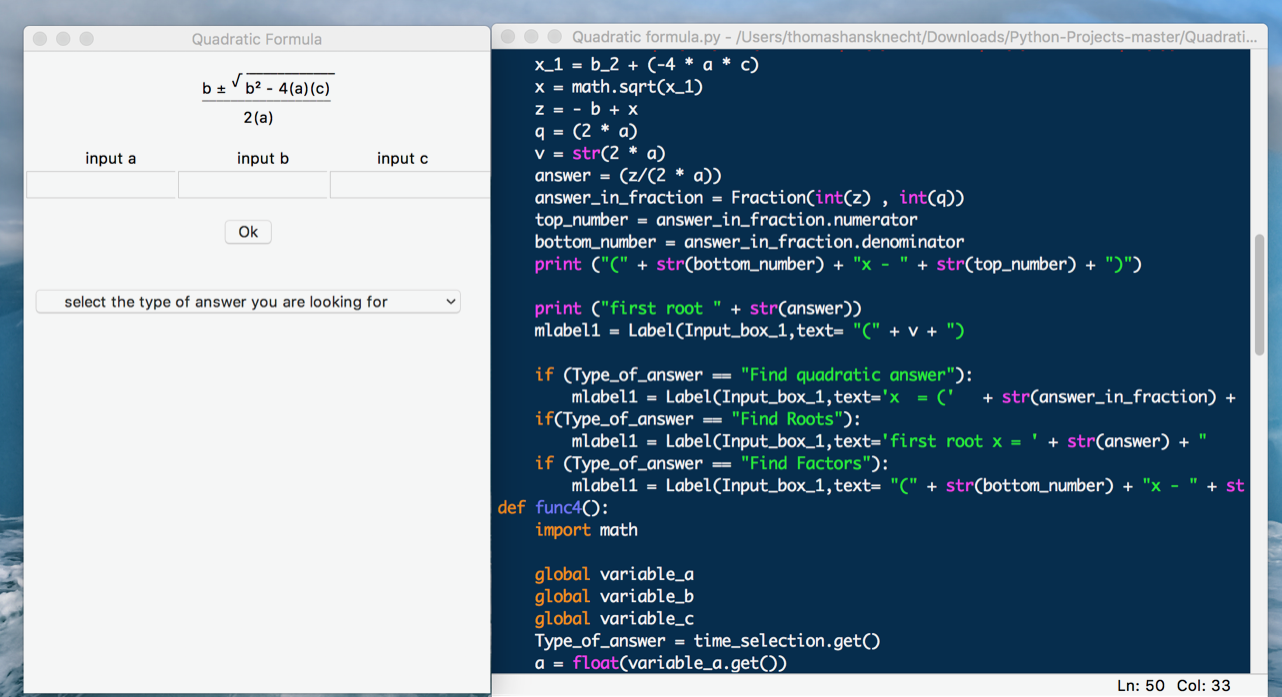 Quadratic Formula
b ± √ b² - 4(a)(c)
2(a)
input a input b input c
Ok
select the type of answer you are looking for
Quadratic formula.py - /Users/thomashansknecht/Downloads/Python-Projects-master/Quadrati...
x_1 = b_2 + (-4 * a * c)
x = math.sqrt(x_1)
z = - b + x
q = (2 * a)
v = str(2 * a)
answer = (z/(2 * a))
answer_in_fraction = Fraction(int(z) , int(q))
top_number = answer_in_fraction.numerator
bottom_number = answer_in_fraction.denominator
print ("(" + str(bottom_number) + "x - " + str(top_number) + ")")
print ("first root " + str(answer))
mlabel1 = Label(Input_box_1,text= "(" + v + ")
if (Type_of_answer == "Find quadratic answer"):
mlabel1 = Label(Input_box_1,text='x  = ('   + str(answer_in_fraction) +
if(Type_of_answer == "Find Roots"):
mlabel1 = Label(Input_box_1,text='first root x = ' + str(answer) + "
if (Type_of_answer == "Find Factors"):
mlabel1 = Label(Input_box_1,text= "(" + str(bottom_number) + "x - " + st
def func4():
import math
global variable_a
global variable_b
global variable_c
Type_of_answer = time_selection.get()
a = float(variable_a.get())
Ln: 50 Col: 33